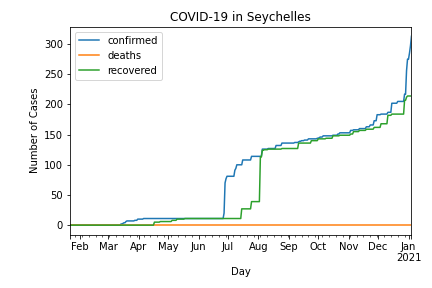 COVID-19 in Seychelles
confirmed
deaths
recovered
Number of Cases
300
250
200
150
100
50
0
Feb Mar Apr May Jun Jul Aug Sep Oct Nov Dec Jan
2021
Day